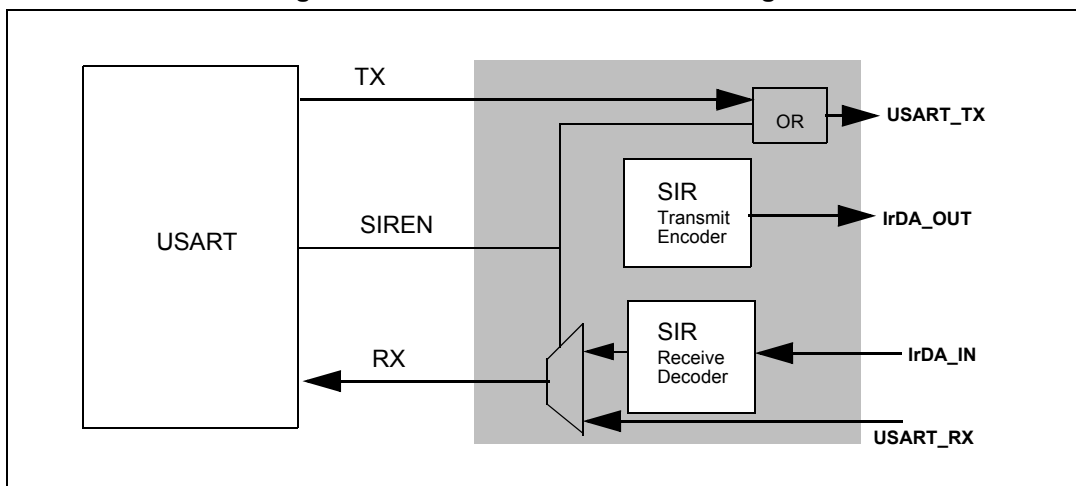 TX
OR
USART_TX
SIR
Transmit
Encoder
IrDA_OUT
USART
SIREN
SIR
Receive
Decoder
IrDA_IN
RX
USART_RX